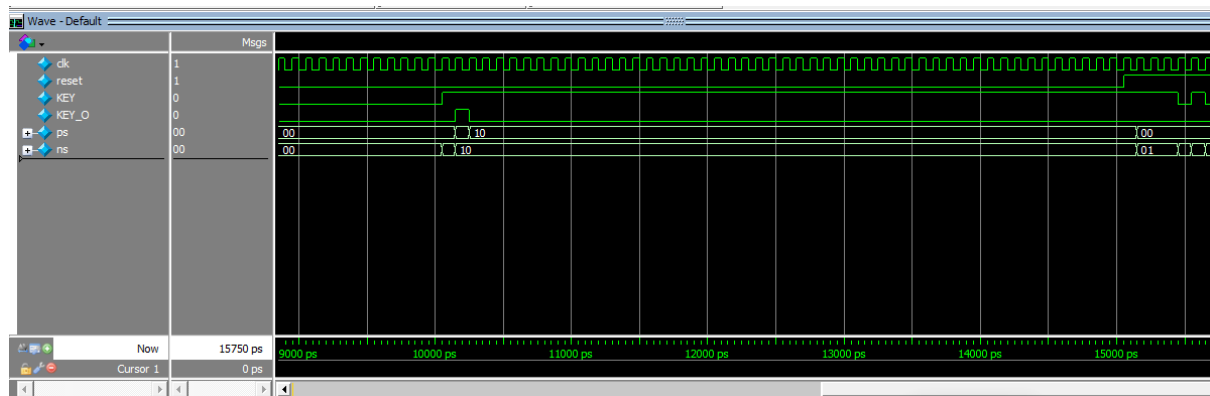 Wave - Default
Msgs
clk 1
reset 1
KEY 0
KEY_O 0
ps 00 00 10 00
ns 00 00 10 01
Now 15750 ps 9000 ps 10000 ps 11000 ps 12000 ps 13000 ps 14000 ps 15000 ps
Cursor 1 0 ps